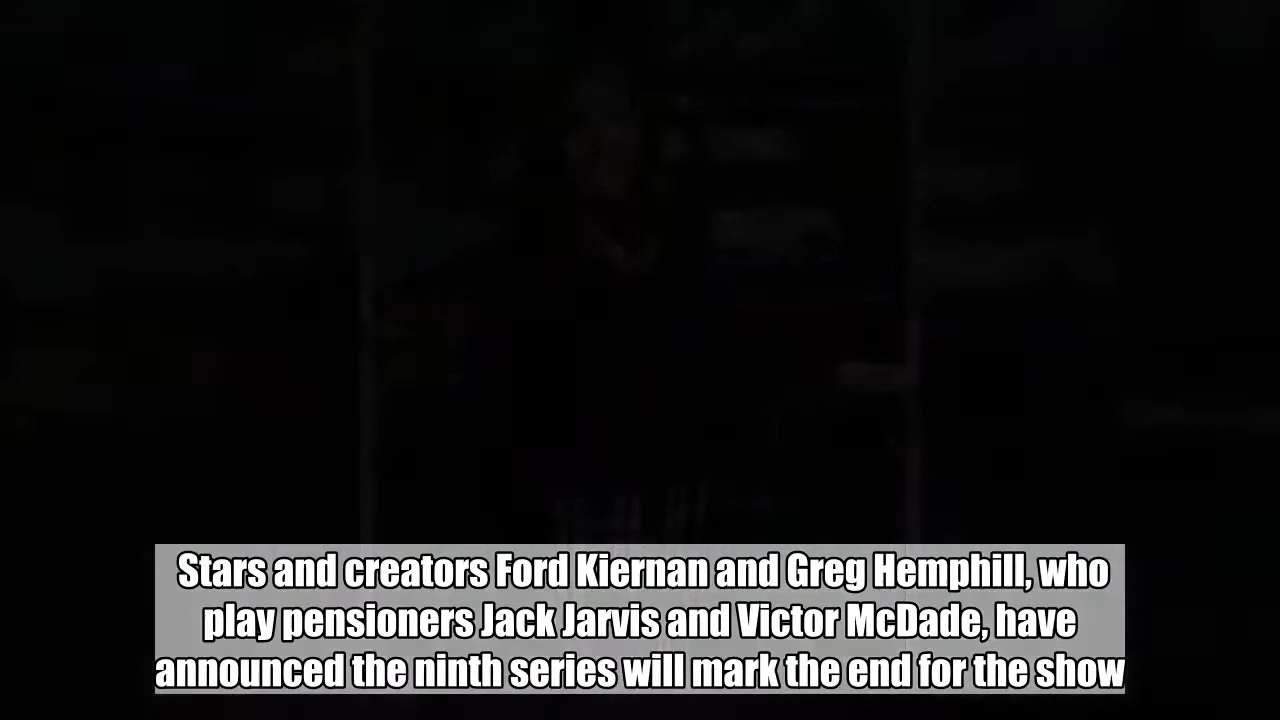 Stars and creators Ford Kiernan and Greg Hemphill, who
play pensioners Jack Jarvis and Victor McDade, have
announced the ninth series will mark the end for the show